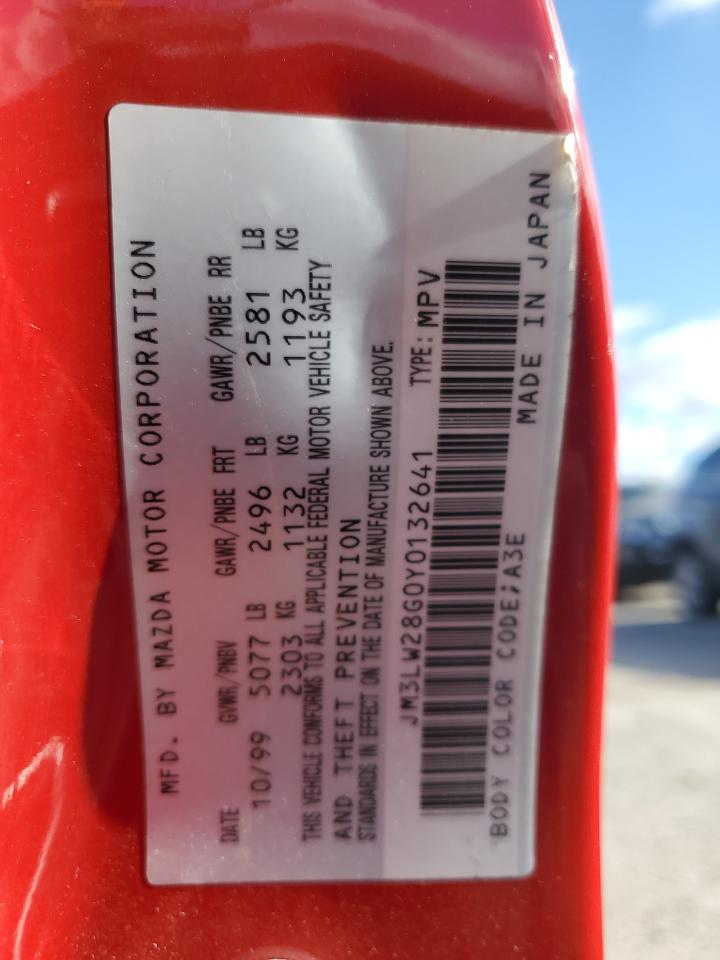 MFD. BY MAZDA MOTOR CORPORATION
DATE GVWR/PNBV GAWR/PNBE FRT GAWR/PNBE RR
10/99 5077 LB 2496 LB 2581 LB
2303 KG 1132 KG 1193 KG
THIS VEHICLE CONFORMS TO ALL APPLICABLE FEDERAL MOTOR VEHICLE SAFETY
AND THEFT PREVENTION
STANDARDS IN EFFECT ON THE DATE OF MANUFACTURE SHOWN ABOVE.
JM3LW28G0Y0132641 TYPE: MPV
BODY COLOR CODE;A3E MADE IN JAPAN